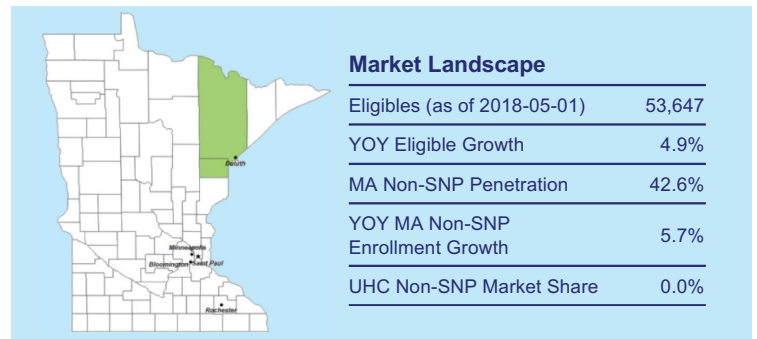 Market Landscape
Eligibles (as of 2018-05-01) 53,647
YOY Eligible Growth 4.9%
MA Non-SNP Penetration 42.6%
YOY MA Non-SNP
Enrollment Growth 5.7%
UHC Non-SNP Market Share 0.0%
Duluth
Minneapolis
Bloomington Saint Paul
Rochester